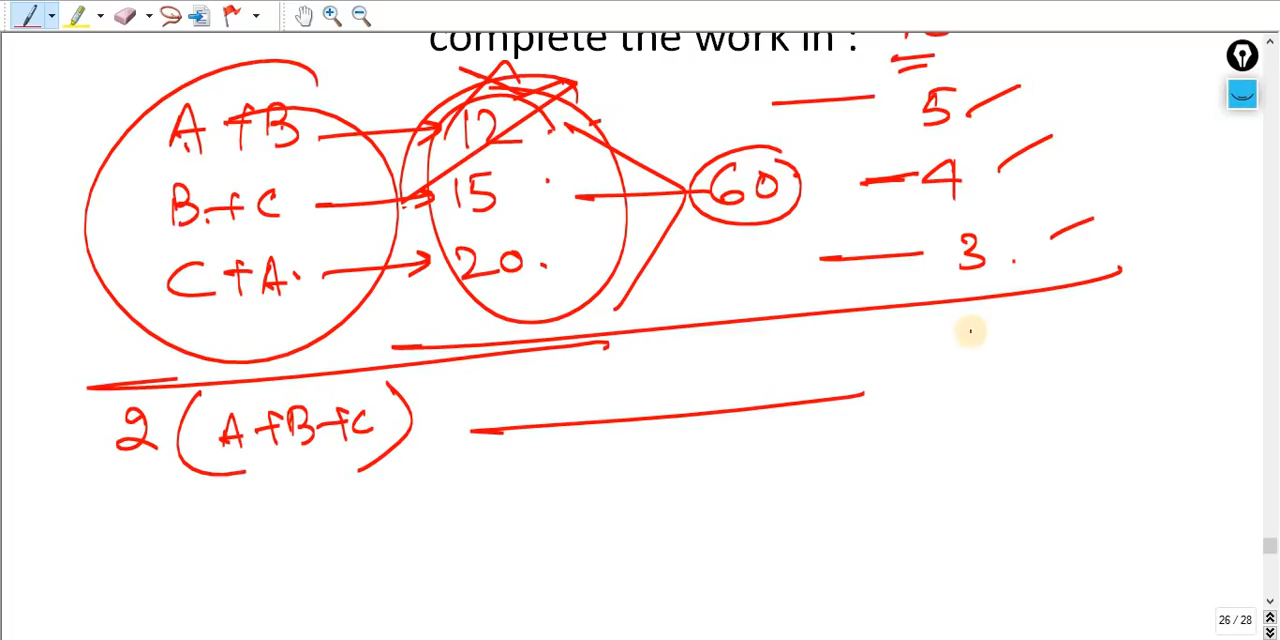 complete the work in :
A + B 12 5
B + C 15 60 4
C + A. 20. 3.
2 (A + B + C)
26 / 28